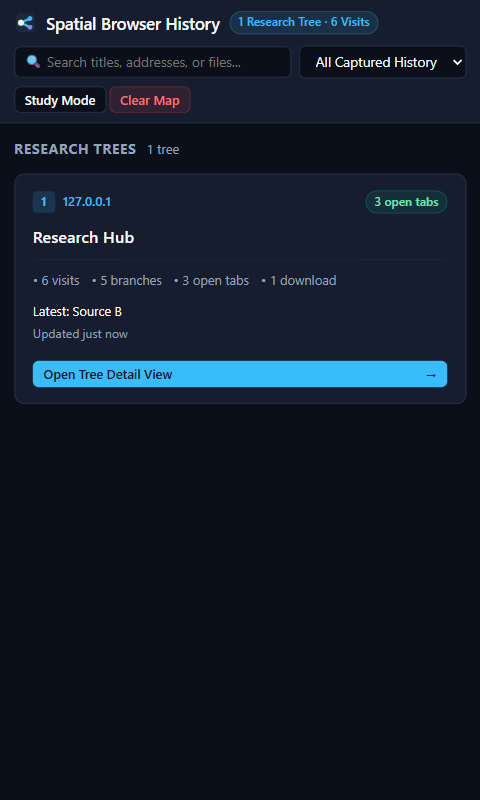 Spatial Browser History
1 Research Tree · 6 Visits
Search titles, addresses, or files...
All Captured History
Study Mode
Clear Map
RESEARCH TREES
1 tree
1
127.0.0.1
3 open tabs
Research Hub
• 6 visits • 5 branches • 3 open tabs • 1 download
Latest: Source B
Updated just now
Open Tree Detail View →